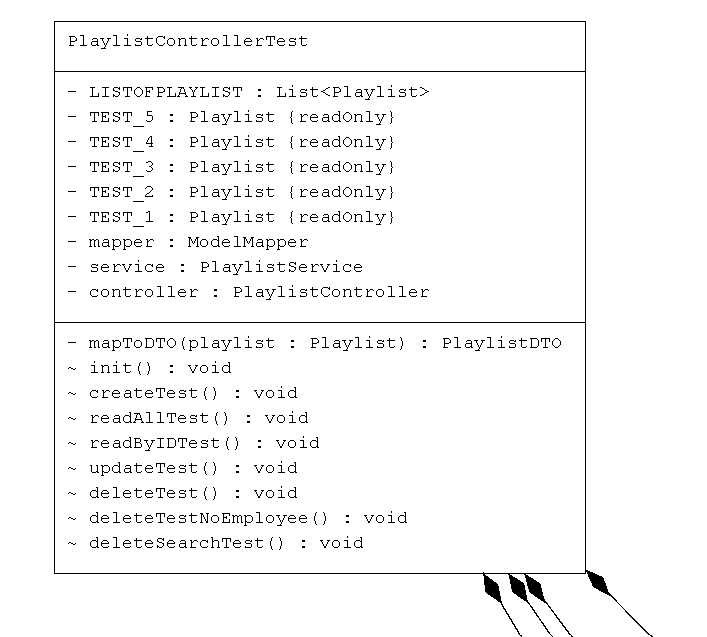 PlaylistControllerTest
- LISTOFPLAYLIST : List<Playlist>
- TEST_5 : Playlist {readOnly}
- TEST_4 : Playlist {readOnly}
- TEST_3 : Playlist {readOnly}
- TEST_2 : Playlist {readOnly}
- TEST_1 : Playlist {readOnly}
- mapper : ModelMapper
- service : PlaylistService
- controller : PlaylistController
- mapToDTO(playlist : Playlist) : PlaylistDTO
~ init() : void
~ createTest() : void
~ readAllTest() : void
~ readByIDTest() : void
~ updateTest() : void
~ deleteTest() : void
~ deleteTestNoEmployee() : void
~ deleteSearchTest() : void